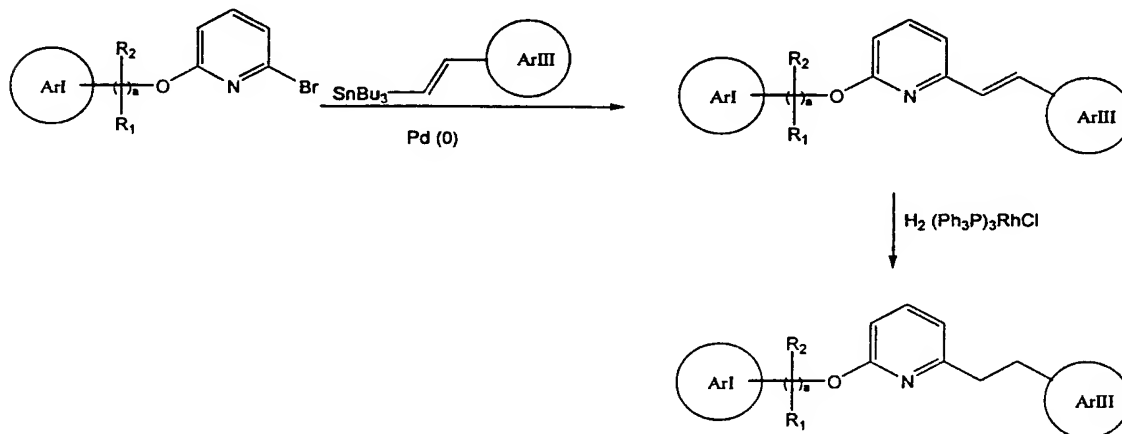 R2
ArI ( )a O N Br
R1
SnBu3 ArIII
Pd (0)
R2
ArI ( )a O N ArIII
R1
H2 (Ph3P)3RhCl
R2
ArI ( )a O N ArIII
R1